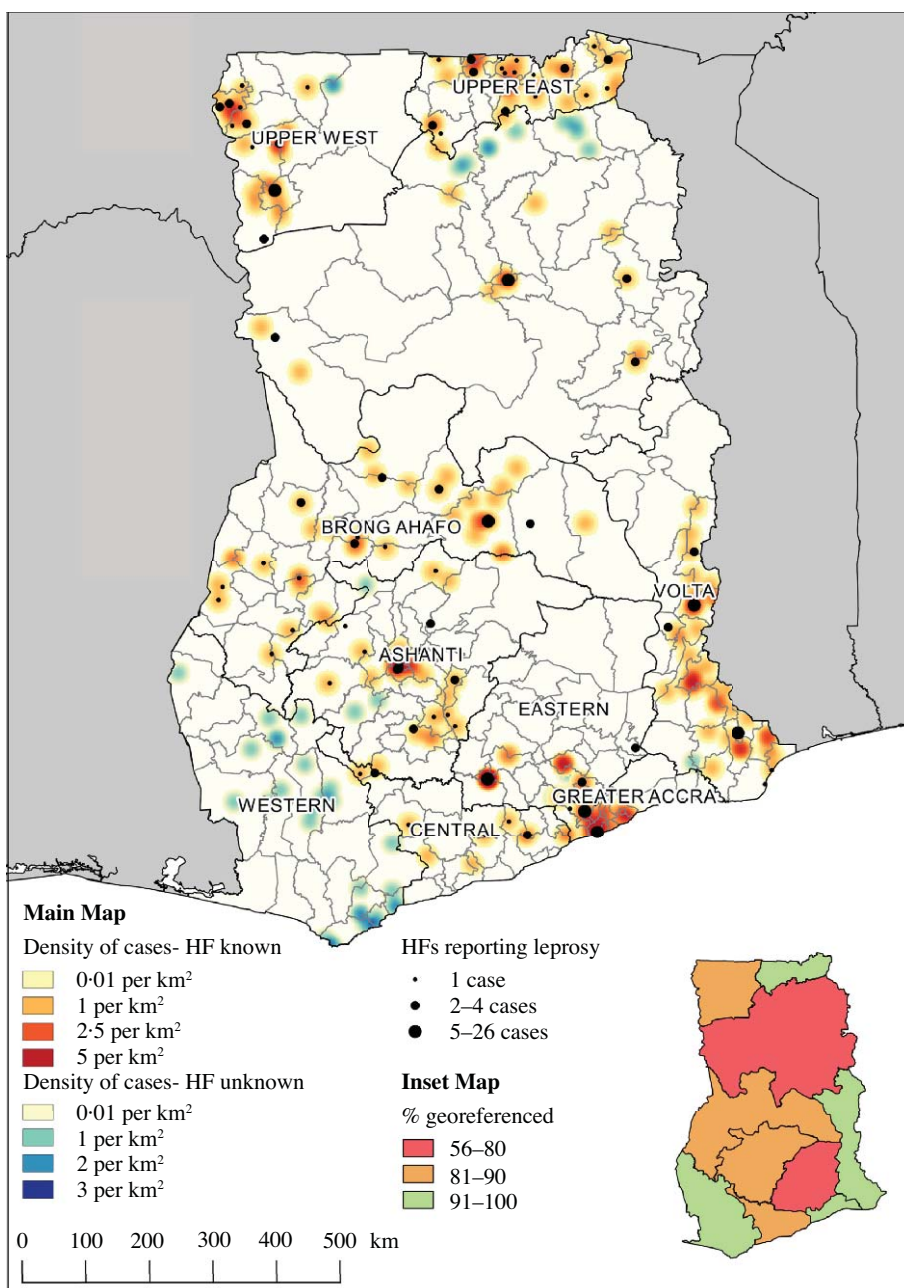 UPPER EAST
UPPER WEST
BRONG AHAFO
VOLTA
ASHANTI
EASTERN
WESTERN
GREATER ACCRA
CENTRAL
Main Map
Density of cases- HF known
0·01 per km²
1 per km²
2·5 per km²
5 per km²
Density of cases- HF unknown
0·01 per km²
1 per km²
2 per km²
3 per km²
HFs reporting leprosy
1 case
2–4 cases
5–26 cases
Inset Map
% georeferenced
56–80
81–90
91–100
0 100 200 300 400 500 km